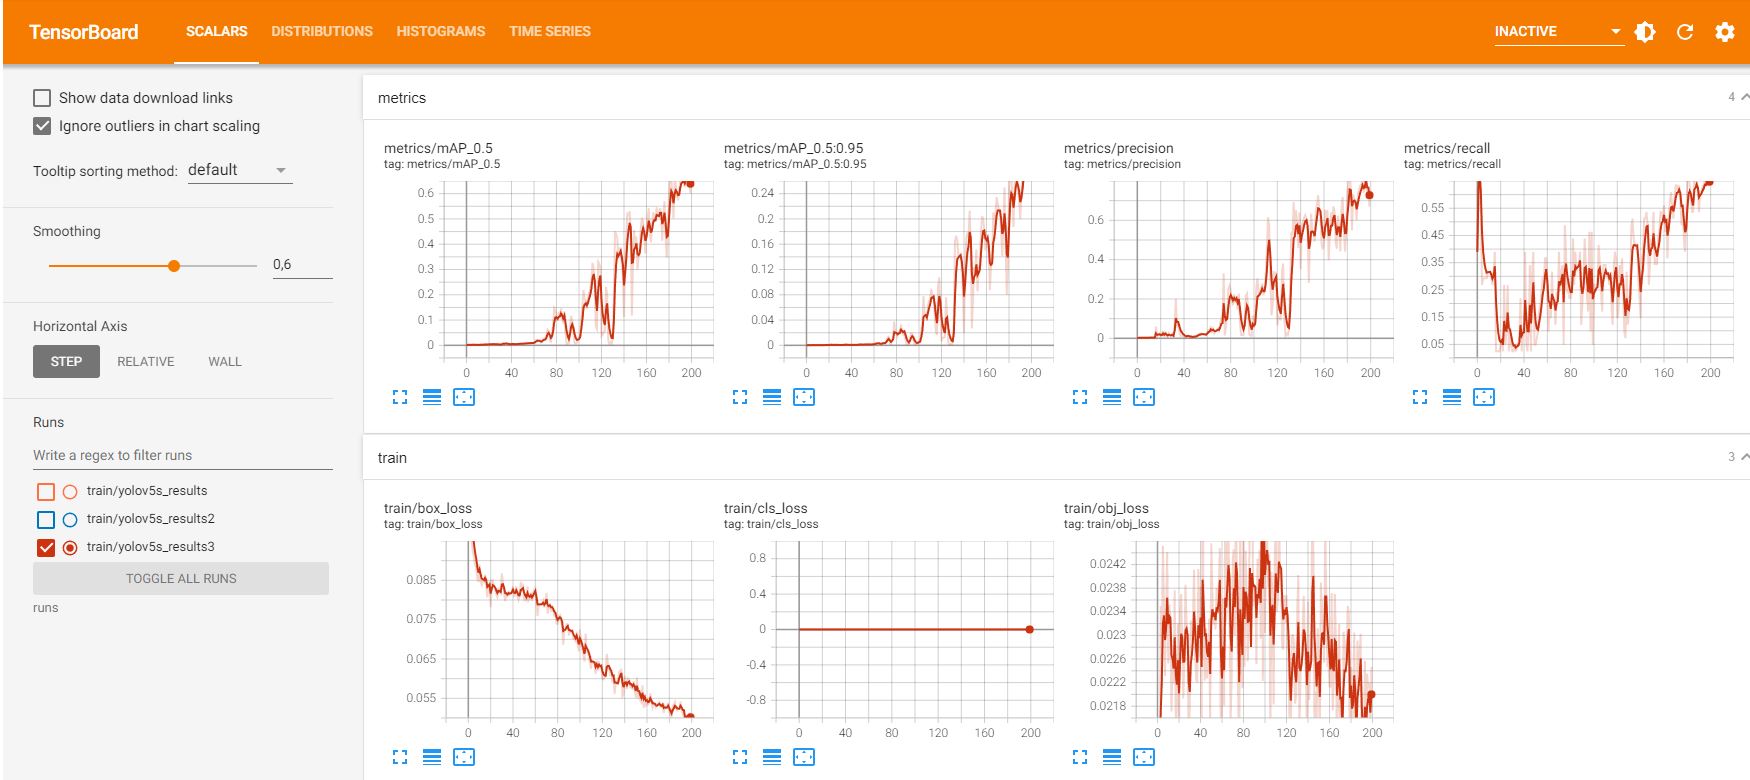 TensorBoard SCALARS DISTRIBUTIONS HISTOGRAMS TIME SERIES INACTIVE
Show data download links
Ignore outliers in chart scaling
Tooltip sorting method: default
Smoothing
0,6
Horizontal Axis
STEP RELATIVE WALL
Runs
Write a regex to filter runs
train/yolov5s_results
train/yolov5s_results2
train/yolov5s_results3
TOGGLE ALL RUNS
runs
metrics 4
metrics/mAP_0.5
tag: metrics/mAP_0.5
0.6
0.5
0.4
0.3
0.2
0.1
0
0 40 80 120 160 200
metrics/mAP_0.5:0.95
tag: metrics/mAP_0.5:0.95
0.24
0.2
0.16
0.12
0.08
0.04
0
0 40 80 120 160 200
metrics/precision
tag: metrics/precision
0.6
0.4
0.2
0
0 40 80 120 160 200
metrics/recall
tag: metrics/recall
0.55
0.45
0.35
0.25
0.15
0.05
0 40 80 120 160 200
train 3
train/box_loss
tag: train/box_loss
0.085
0.075
0.065
0.055
0 40 80 120 160 200
train/cls_loss
tag: train/cls_loss
0.8
0.4
0
-0.4
-0.8
0 40 80 120 160 200
train/obj_loss
tag: train/obj_loss
0.0242
0.0238
0.0234
0.023
0.0226
0.0222
0.0218
0 40 80 120 160 200